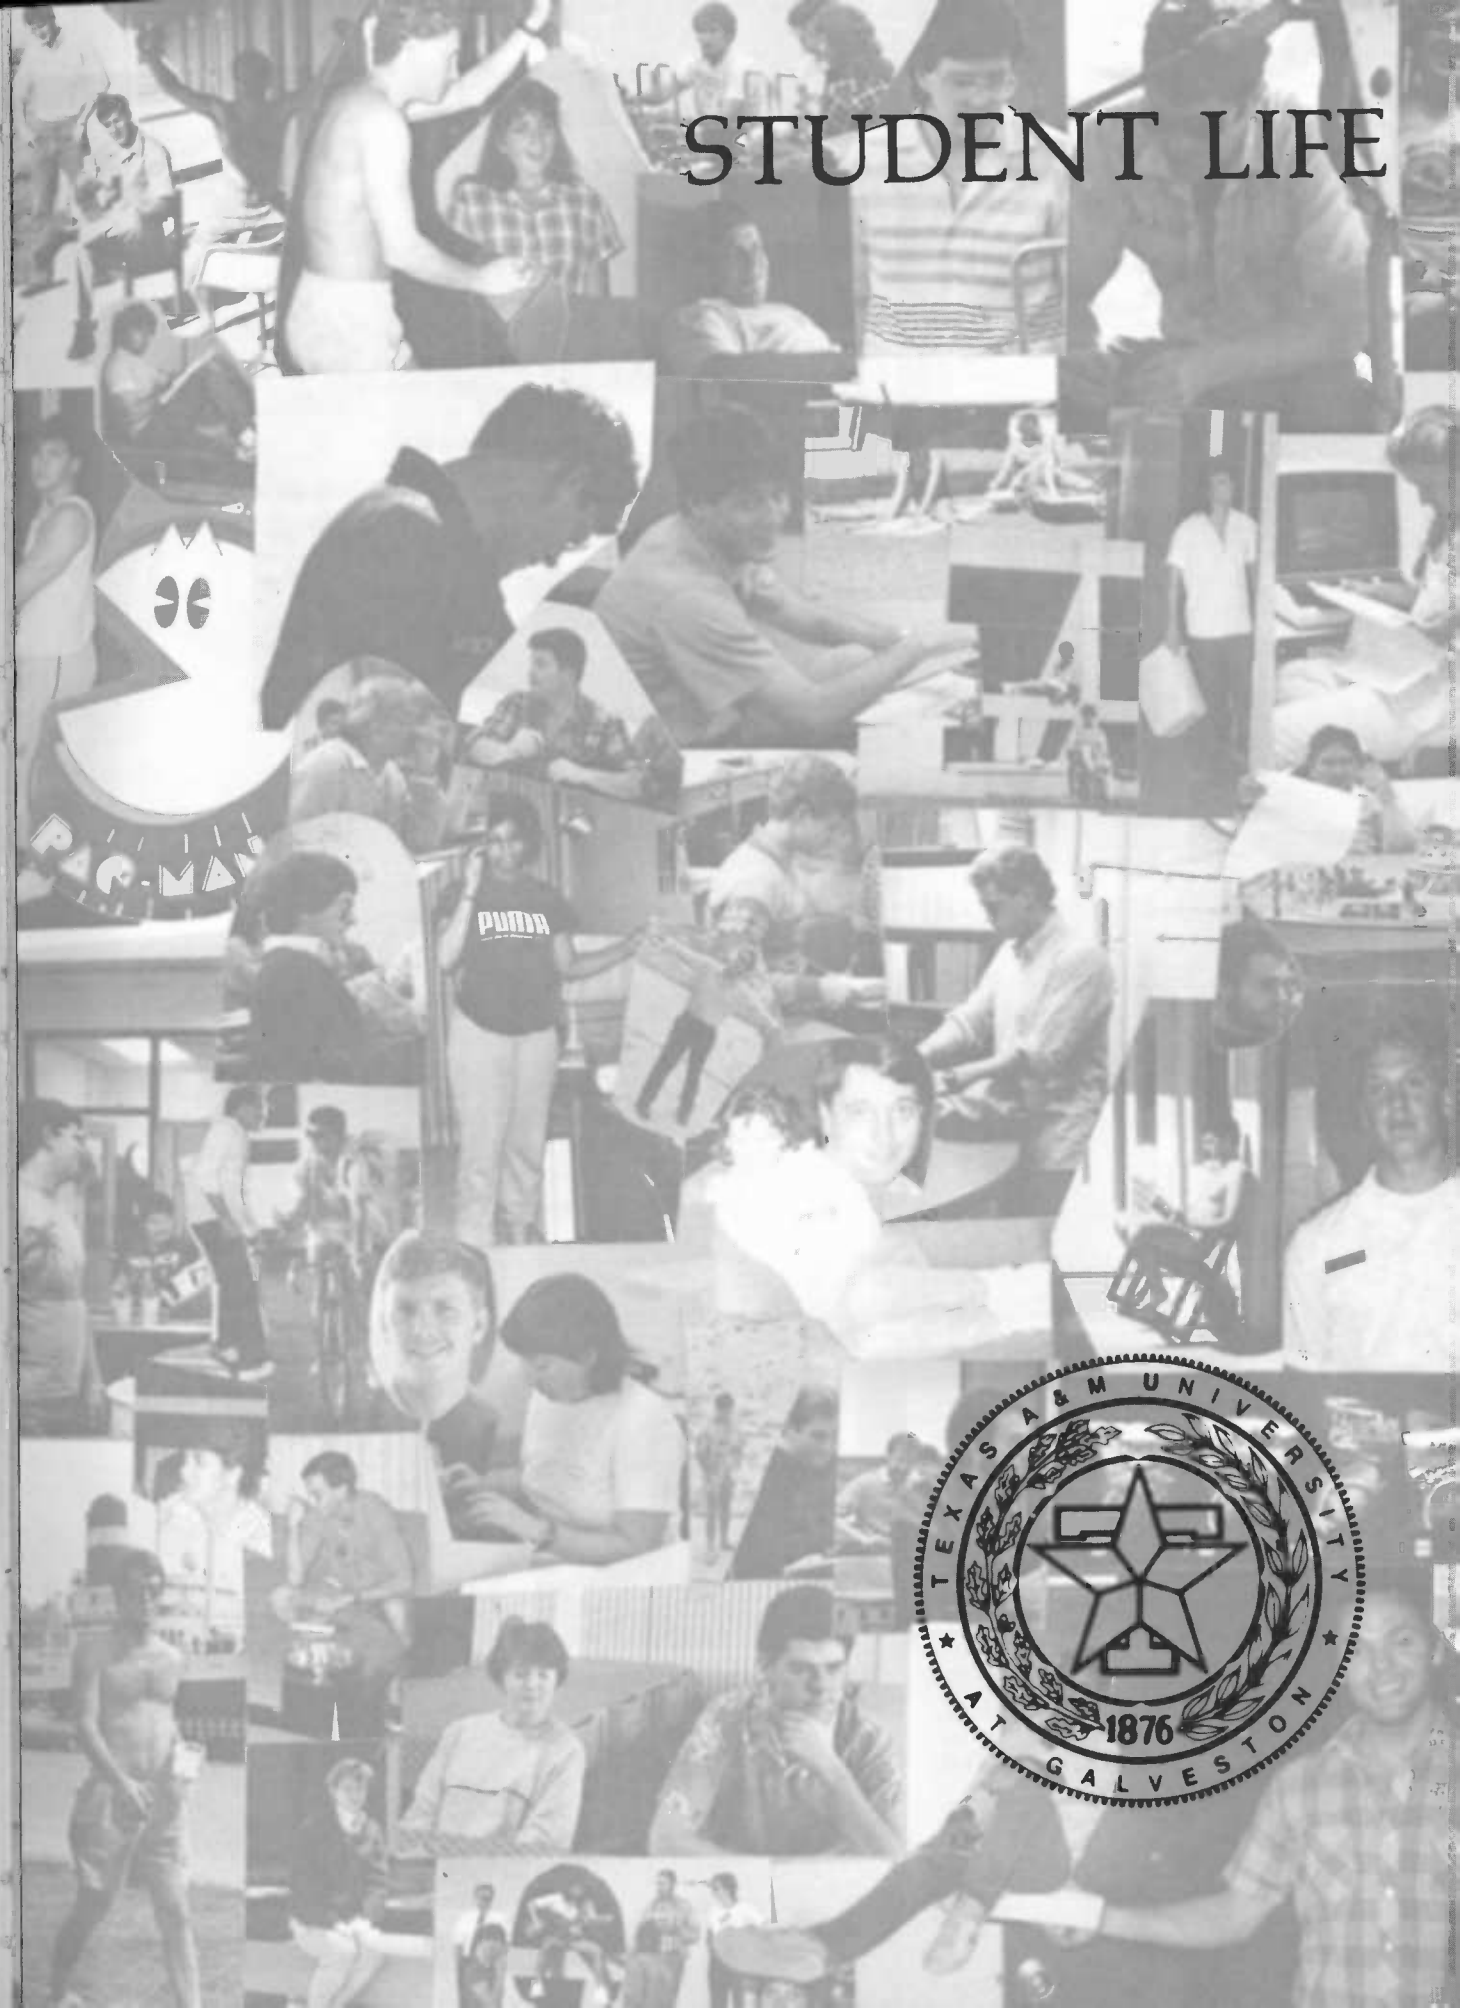 STUDENT LIFE
PAC-MAN
PUMA
TEXAS A&M UNIVERSITY
AT GALVESTON
1876